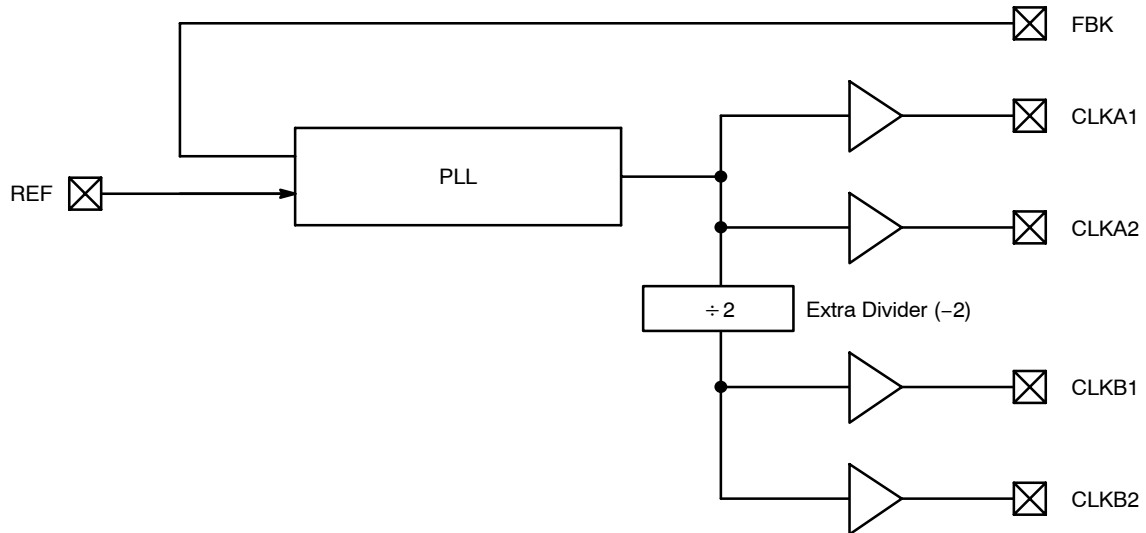 FBK
CLKA1
PLL
REF
CLKA2
÷2 Extra Divider (−2)
CLKB1
CLKB2